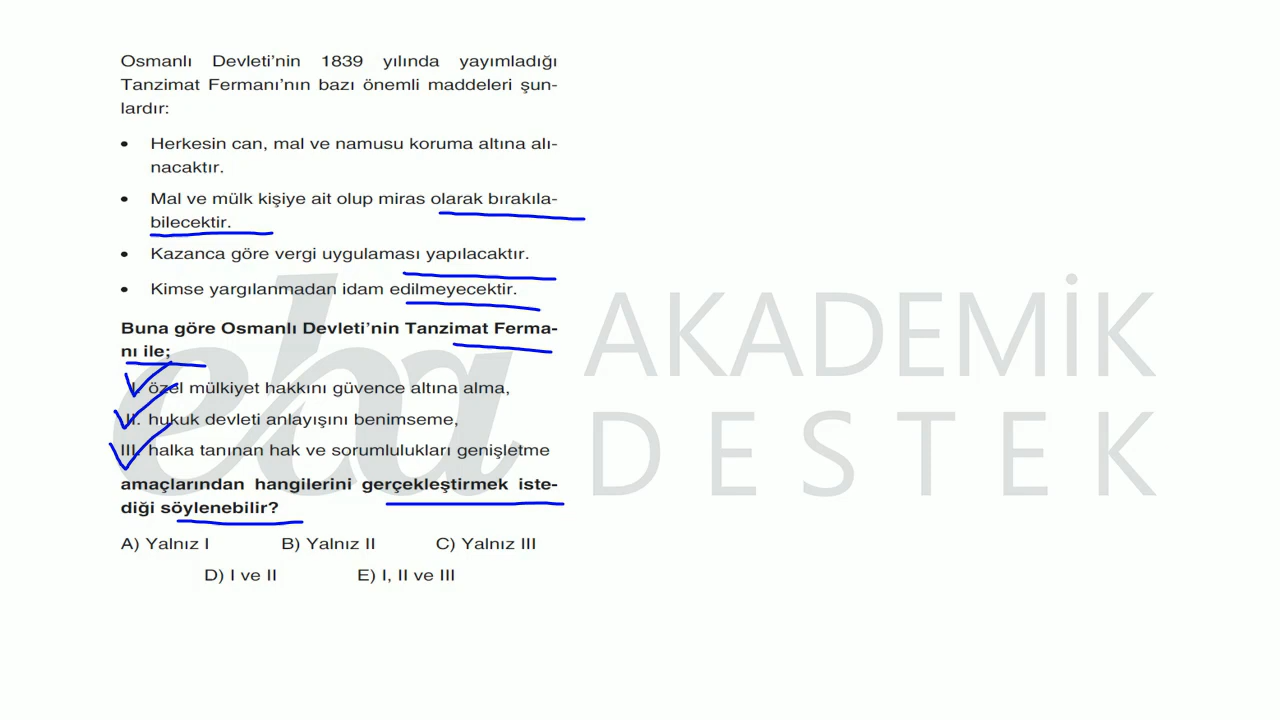 Osmanlı Devleti’nin 1839 yılında yayımladığı
Tanzimat Fermanı’nın bazı önemli maddeleri şun-
lardır:
• Herkesin can, mal ve namusu koruma altına alı-
nacaktır.
• Mal ve mülk kişiye ait olup miras olarak bırakıla-
bilecektir.
• Kazanca göre vergi uygulaması yapılacaktır.
• Kimse yargılanmadan idam edilmeyecektir.
Buna göre Osmanlı Devleti’nin Tanzimat Ferma-
nı ile;
I. özel mülkiyet hakkını güvence altına alma,
II. hukuk devleti anlayışını benimseme,
III. halka tanınan hak ve sorumlulukları genişletme
amaçlarından hangilerini gerçekleştirmek iste-
diği söylenebilir?
A) Yalnız I B) Yalnız II C) Yalnız III
D) I ve II E) I, II ve III
eba AKADEMİK
DESTEK